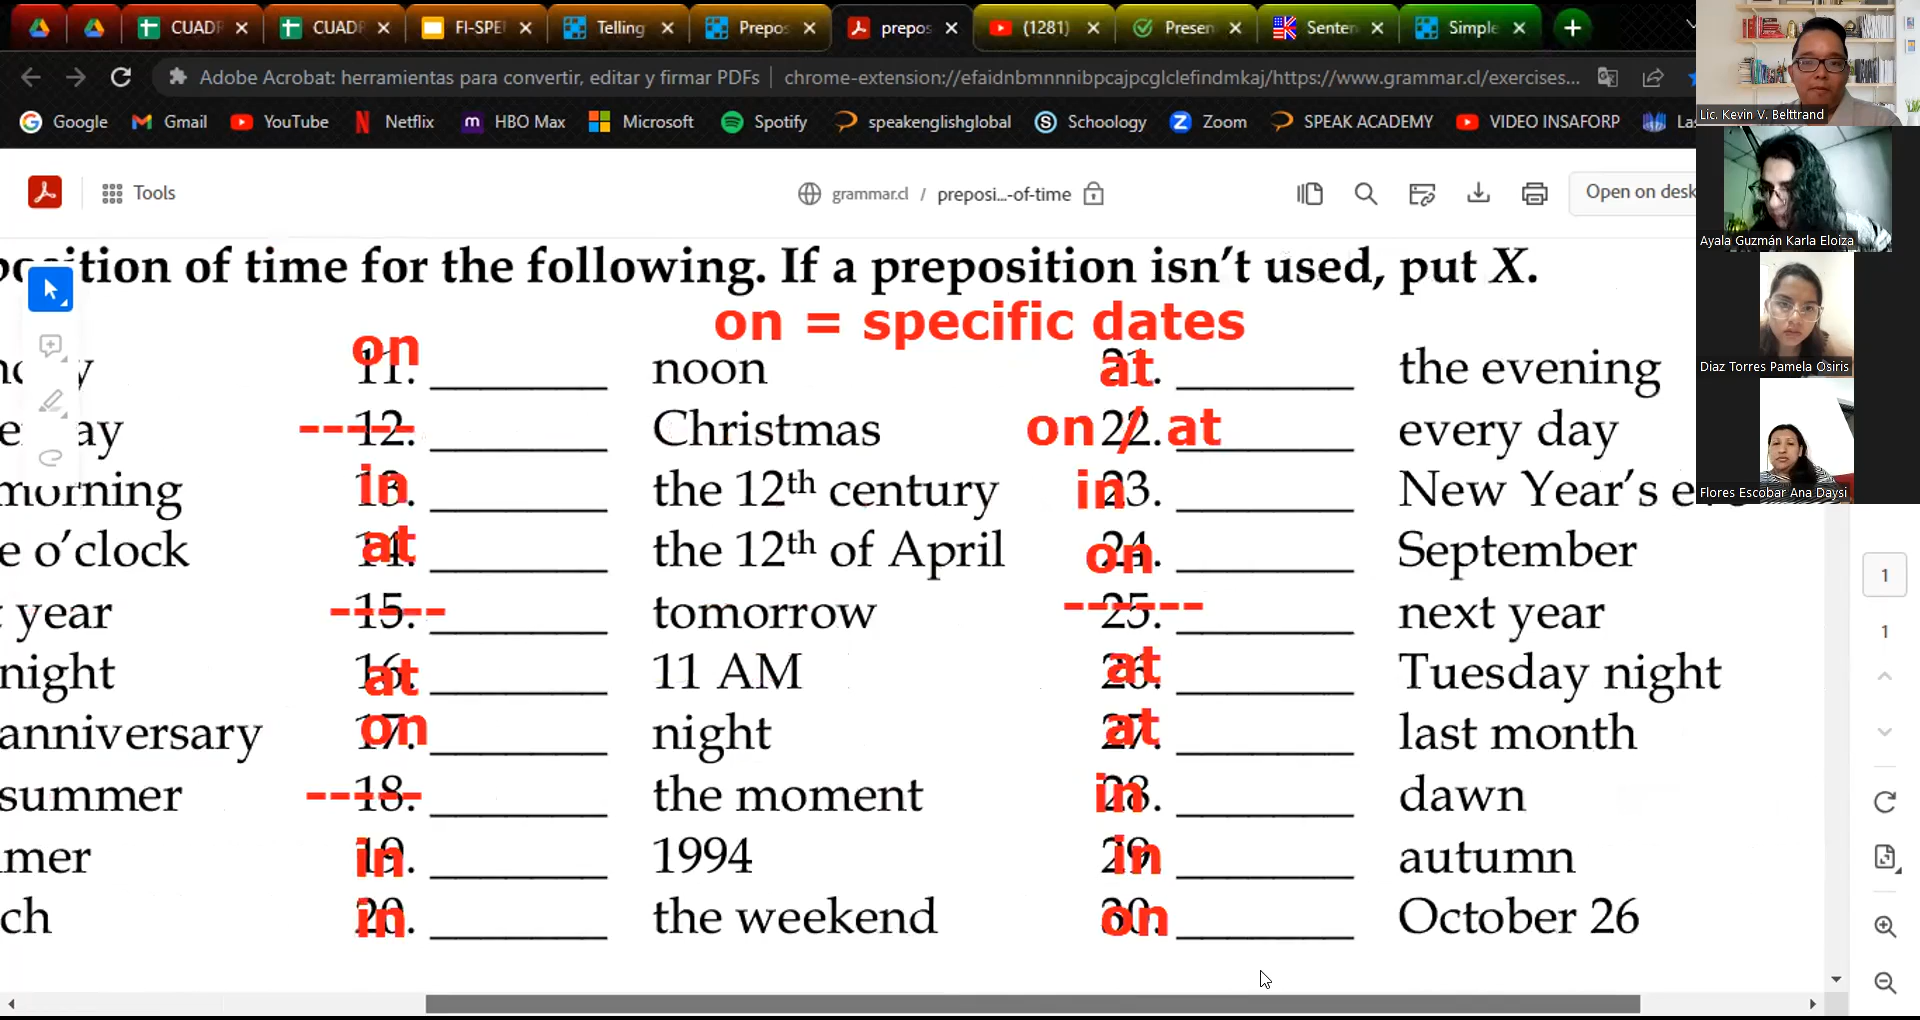 CUADR
CUADR
FI-SPEI
Telling
Prepos
prepos
(1281)
Presen
Senten
Simple
Adobe Acrobat: herramientas para convertir, editar y firmar PDFs
chrome-extension://efaidnbmnnnibpcajpcglclefindmkaj/https://www.grammar.cl/exercises...
Google Gmail YouTube Netflix HBO Max Microsoft Spotify speakenglishglobal Schoology Zoom SPEAK ACADEMY VIDEO INSAFORP La
Lic. Kevin V. Belttrand
Ayala Guzmán Karla Eloiza
Diaz Torres Pamela Osiris
Flores Escobar Ana Daysi
Tools
grammar.cl / preposi...-of-time
Open on desk
osition of time for the following. If a preposition isn't used, put X.
on = specific dates
on 11. ________ noon at 21. ________ the evening
ay ----- 12. ________ Christmas on / at 22. ________ every day
morning in 13. ________ the 12th century in 23. ________ New Year's e
e o'clock at 14. ________ the 12th of April on 24. ________ September
year ----- 15. ________ tomorrow ------ 25. ________ next year
night at 16. ________ 11 AM at 26. ________ Tuesday night
anniversary on 17. ________ night at 27. ________ last month
summer ----- 18. ________ the moment in 28. ________ dawn
mer in 19. ________ 1994 in 29. ________ autumn
ch in 20. ________ the weekend on 30. ________ October 26
1
1